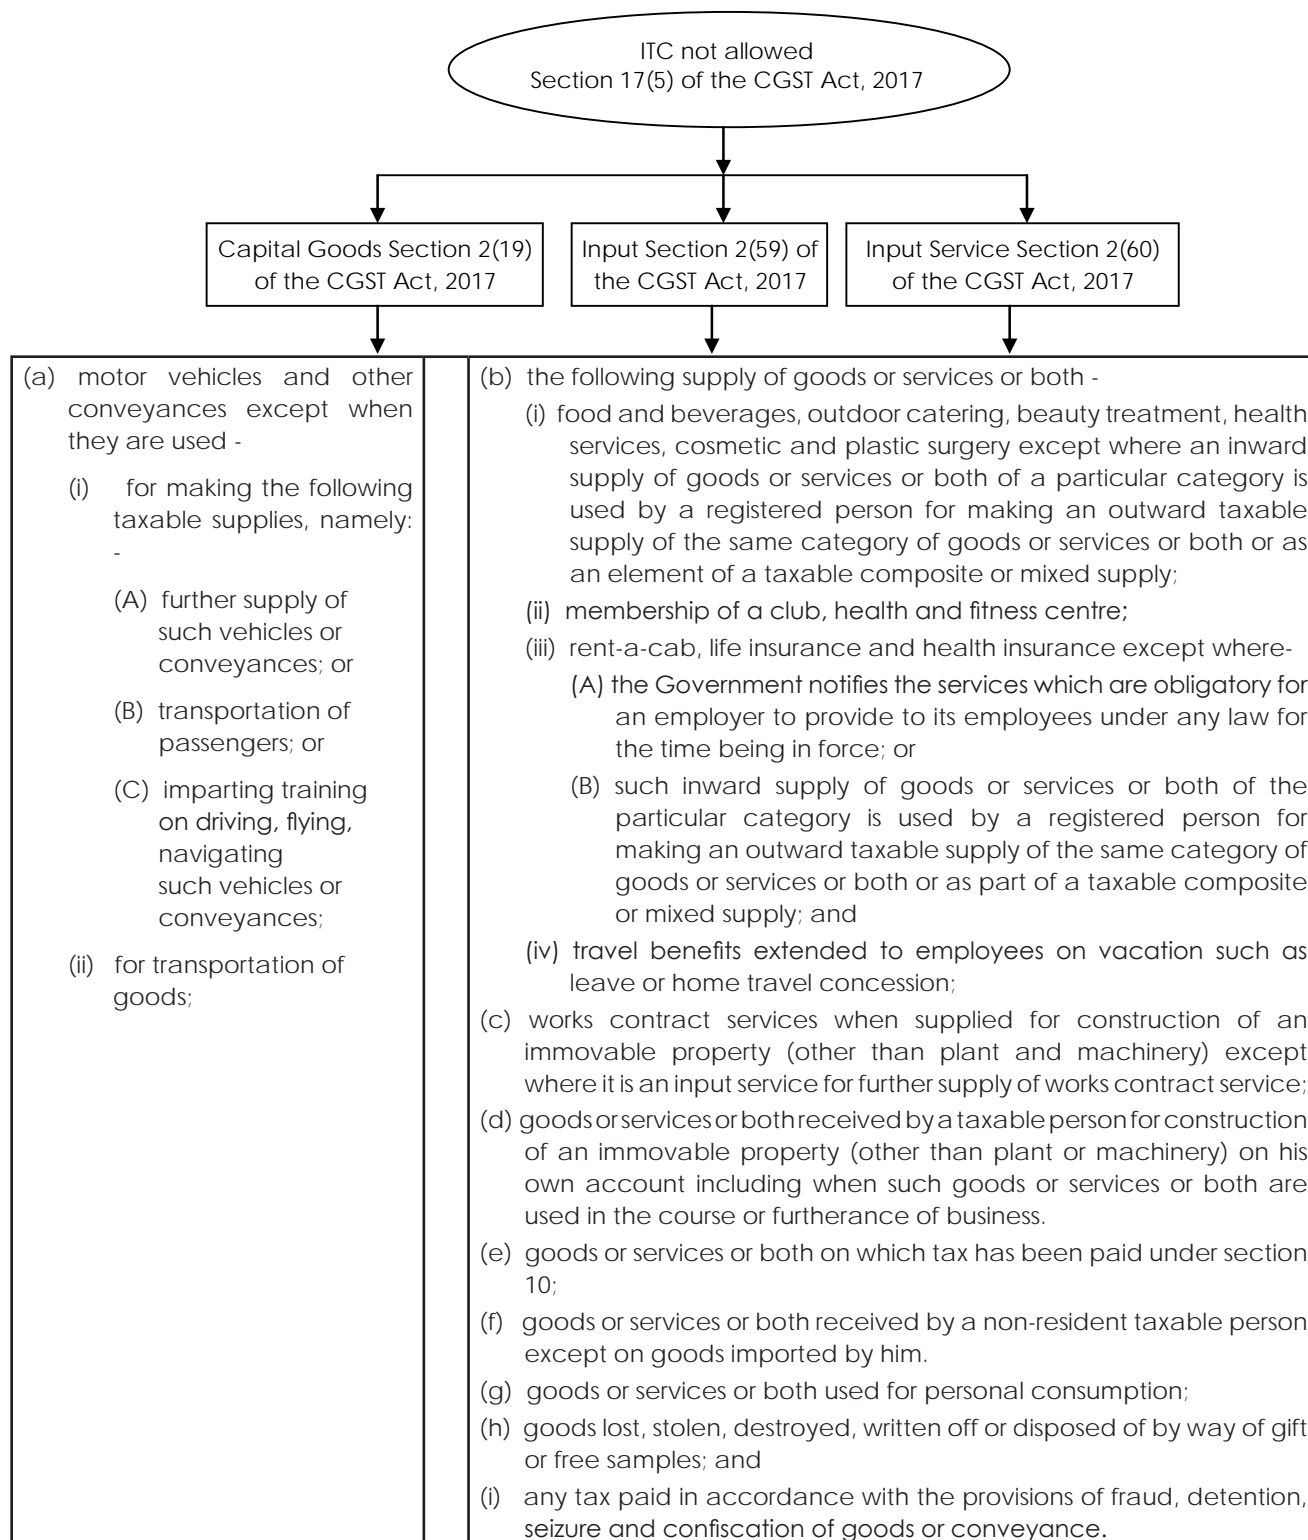 ITC not allowed
Section 17(5) of the CGST Act, 2017
Capital Goods Section 2(19)
of the CGST Act, 2017
Input Section 2(59) of
the CGST Act, 2017
Input Service Section 2(60)
of the CGST Act, 2017
(a) motor vehicles and other
conveyances except when
they are used -
(i) for making the following
taxable supplies, namely:
-
(A) further supply of
such vehicles or
conveyances; or
(B) transportation of
passengers; or
(C) imparting training
on driving, flying,
navigating
such vehicles or
conveyances;
(ii) for transportation of
goods;
(b) the following supply of goods or services or both -
(i) food and beverages, outdoor catering, beauty treatment, health
services, cosmetic and plastic surgery except where an inward
supply of goods or services or both of a particular category is
used by a registered person for making an outward taxable
supply of the same category of goods or services or both or as
an element of a taxable composite or mixed supply;
(ii) membership of a club, health and fitness centre;
(iii) rent-a-cab, life insurance and health insurance except where-
(A) the Government notifies the services which are obligatory for
an employer to provide to its employees under any law for
the time being in force; or
(B) such inward supply of goods or services or both of the
particular category is used by a registered person for
making an outward taxable supply of the same category of
goods or services or both or as part of a taxable composite
or mixed supply; and
(iv) travel benefits extended to employees on vacation such as
leave or home travel concession;
(c) works contract services when supplied for construction of an
immovable property (other than plant and machinery) except
where it is an input service for further supply of works contract service;
(d) goods or services or both received by a taxable person for construction
of an immovable property (other than plant or machinery) on his
own account including when such goods or services or both are
used in the course or furtherance of business.
(e) goods or services or both on which tax has been paid under section
10;
(f) goods or services or both received by a non-resident taxable person
except on goods imported by him.
(g) goods or services or both used for personal consumption;
(h) goods lost, stolen, destroyed, written off or disposed of by way of gift
or free samples; and
(i) any tax paid in accordance with the provisions of fraud, detention,
seizure and confiscation of goods or conveyance.